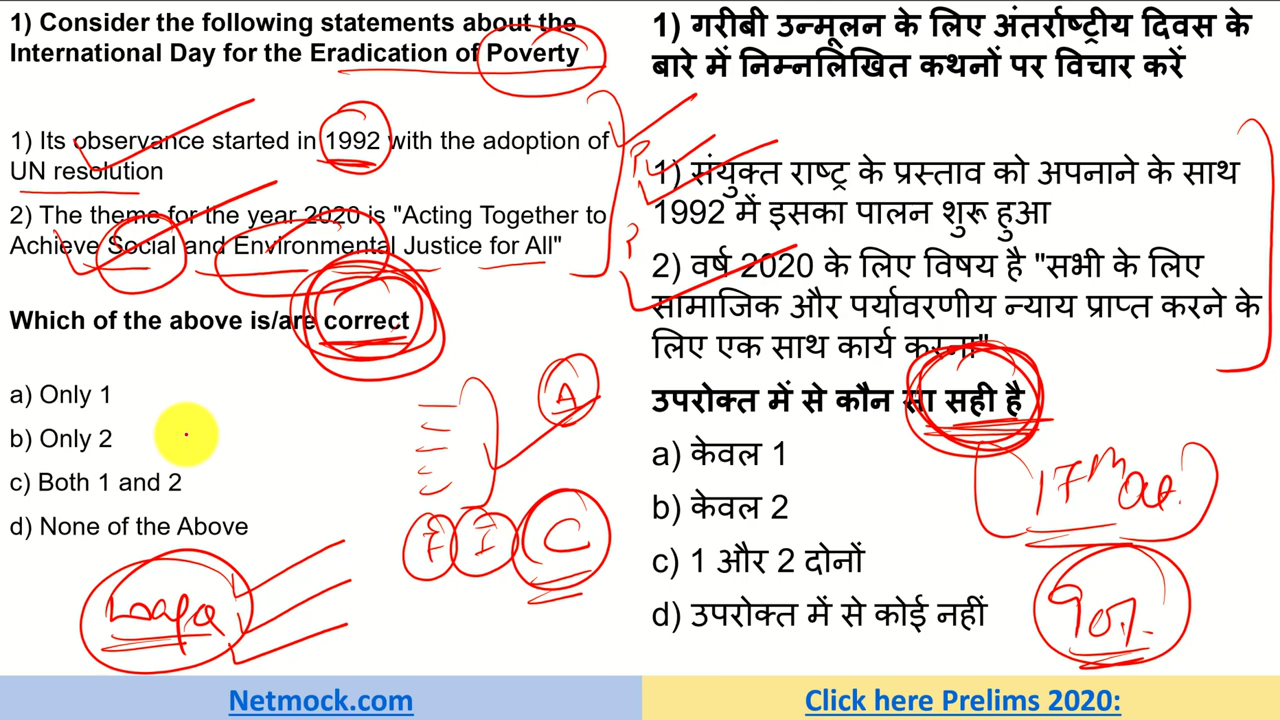 1) Consider the following statements about the
International Day for the Eradication of Poverty
1) Its observance started in 1992 with the adoption of
UN resolution
2) The theme for the year 2020 is "Acting Together to
Achieve Social and Environmental Justice for All"
Which of the above is/are correct
a) Only 1
b) Only 2
c) Both 1 and 2
d) None of the Above
A
F I C
1) गरीबी उन्मूलन के लिए अंतर्राष्ट्रीय दिवस के
बारे में निम्नलिखित कथनों पर विचार करें
1) संयुक्त राष्ट्र के प्रस्ताव को अपनाने के साथ
1992 में इसका पालन शुरू हुआ
2) वर्ष 2020 के लिए विषय है "सभी के लिए
सामाजिक और पर्यावरणीय न्याय प्राप्त करने के
लिए एक साथ कार्य करना"
उपरोक्त में से कौन सा सही है
a) केवल 1
b) केवल 2
c) 1 और 2 दोनों
d) उपरोक्त में से कोई नहीं
17th Oct.
90%
Netmock.com
Click here Prelims 2020: